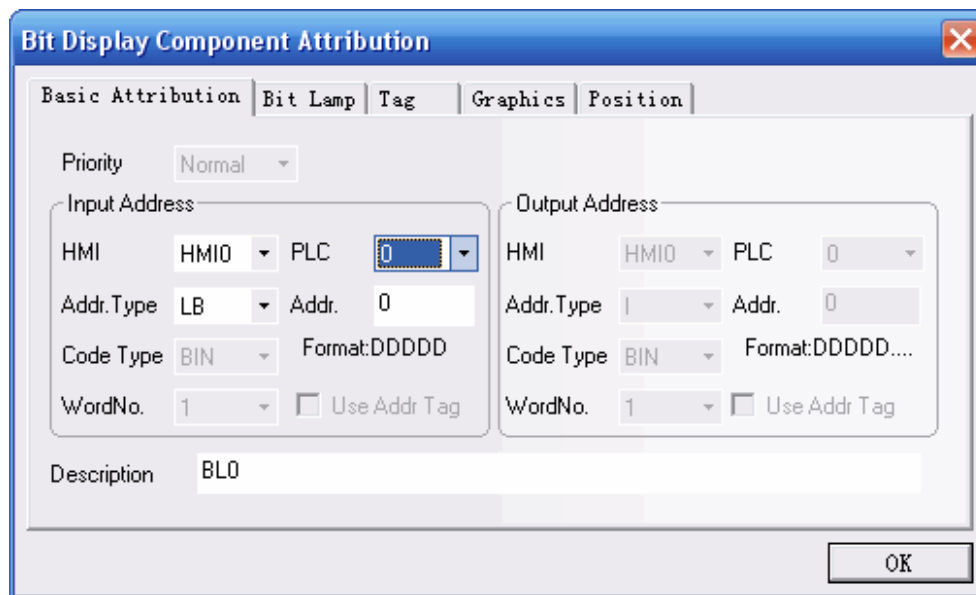 Bit Display Component Attribution
Basic Attribution Bit Lamp Tag Graphics Position
Priority Normal
Input Address Output Address
HMI HMI0 PLC 0 HMI HMI0 PLC 0
Addr.Type LB Addr. 0 Addr.Type I Addr. 0
Code Type BIN Format:DDDDD Code Type BIN Format:DDDDD....
WordNo. 1 Use Addr Tag WordNo. 1 Use Addr Tag
Description BL0
OK